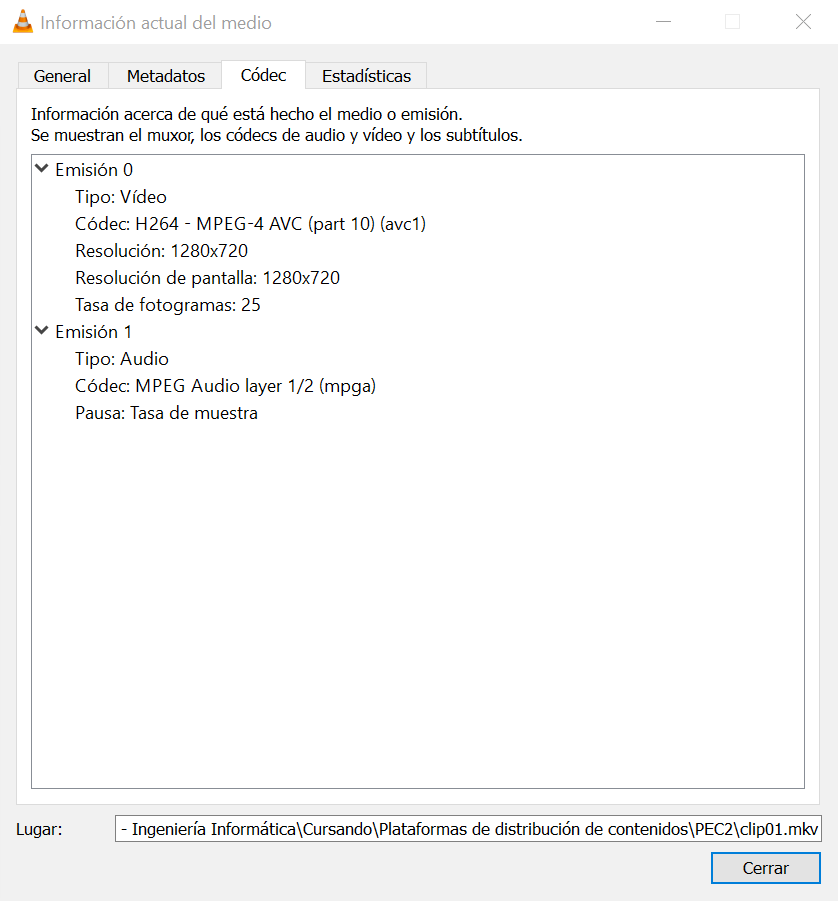 Información actual del medio
General Metadatos Códec Estadísticas
Información acerca de qué está hecho el medio o emisión.
Se muestran el muxor, los códecs de audio y vídeo y los subtítulos.
Emisión 0
Tipo: Vídeo
Códec: H264 - MPEG-4 AVC (part 10) (avc1)
Resolución: 1280x720
Resolución de pantalla: 1280x720
Tasa de fotogramas: 25
Emisión 1
Tipo: Audio
Códec: MPEG Audio layer 1/2 (mpga)
Pausa: Tasa de muestra
Lugar: - Ingeniería Informática\Cursando\Plataformas de distribución de contenidos\PEC2\clip01.mkv
Cerrar